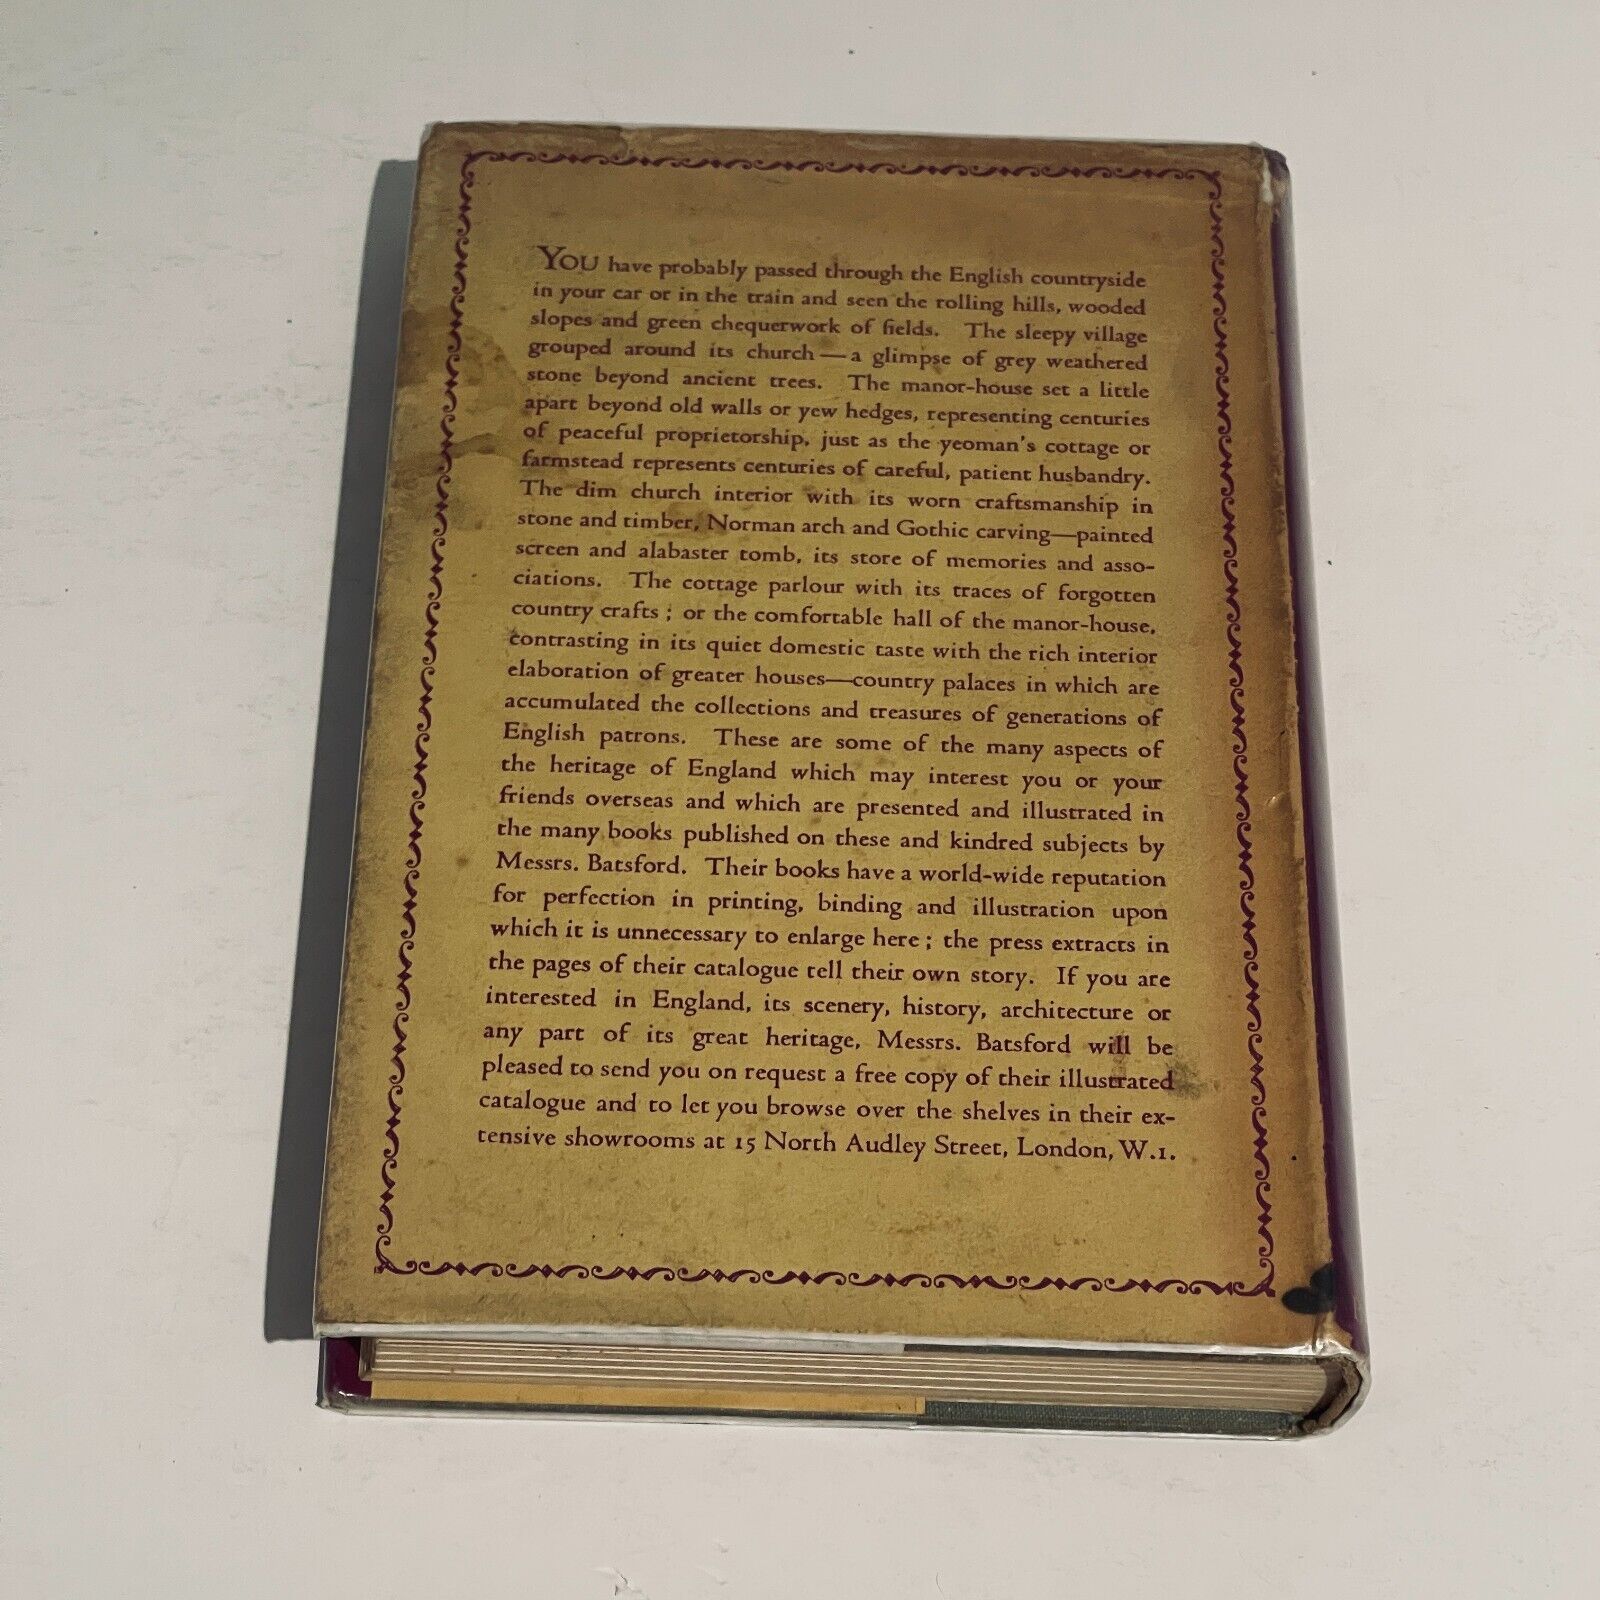 YOU have probably passed through the English countryside
in your car or in the train and seen the rolling hills, wooded
slopes and green chequerwork of fields. The sleepy village
grouped around its church — a glimpse of grey weathered
stone beyond ancient trees. The manor-house set a little
apart beyond old walls or yew hedges, representing centuries
of peaceful proprietorship, just as the yeoman's cottage or
farmstead represents centuries of careful, patient husbandry.
The dim church interior with its worn craftsmanship in
stone and timber, Norman arch and Gothic carving—painted
screen and alabaster tomb, its store of memories and asso-
ciations. The cottage parlour with its traces of forgotten
country crafts ; or the comfortable hall of the manor-house,
contrasting in its quiet domestic taste with the rich interior
elaboration of greater houses—country palaces in which are
accumulated the collections and treasures of generations of
English patrons. These are some of the many aspects of
the heritage of England which may interest you or your
friends overseas and which are presented and illustrated in
the many books published on these and kindred subjects by
Messrs. Batsford. Their books have a world-wide reputation
for perfection in printing, binding and illustration upon
which it is unnecessary to enlarge here ; the press extracts in
the pages of their catalogue tell their own story. If you are
interested in England, its scenery, history, architecture or
any part of its great heritage, Messrs. Batsford will be
pleased to send you on request a free copy of their illustrated
catalogue and to let you browse over the shelves in their ex-
tensive showrooms at 15 North Audley Street, London, W.1.